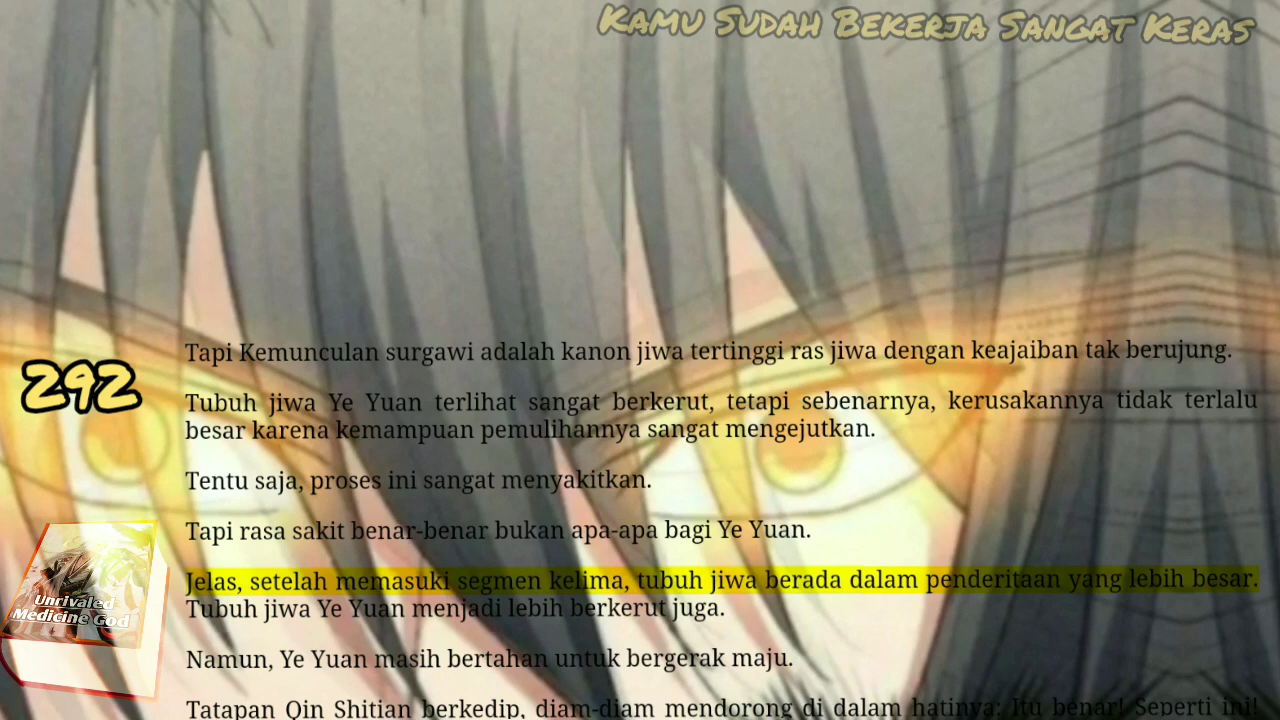 Kamu Sudah Bekerja Sangat Keras
Tapi Kemunculan surgawi adalah kanon jiwa tertinggi ras jiwa dengan keajaiban tak berujung.
292
Tubuh jiwa Ye Yuan terlihat sangat berkerut, tetapi sebenarnya, kerusakannya tidak terlalu
besar karena kemampuan pemulihannya sangat mengejutkan.
Tentu saja, proses ini sangat menyakitkan.
Tapi rasa sakit benar-benar bukan apa-apa bagi Ye Yuan.
Jelas, setelah memasuki segmen kelima, tubuh jiwa berada dalam penderitaan yang lebih besar.
Tubuh jiwa Ye Yuan menjadi lebih berkerut juga.
Unrivaled
Medicine God
Namun, Ye Yuan masih bertahan untuk bergerak maju.
Tatapan Qin Shitian berkedip, diam-diam mendorong di dalam hatinya: Itu benar! Seperti ini!